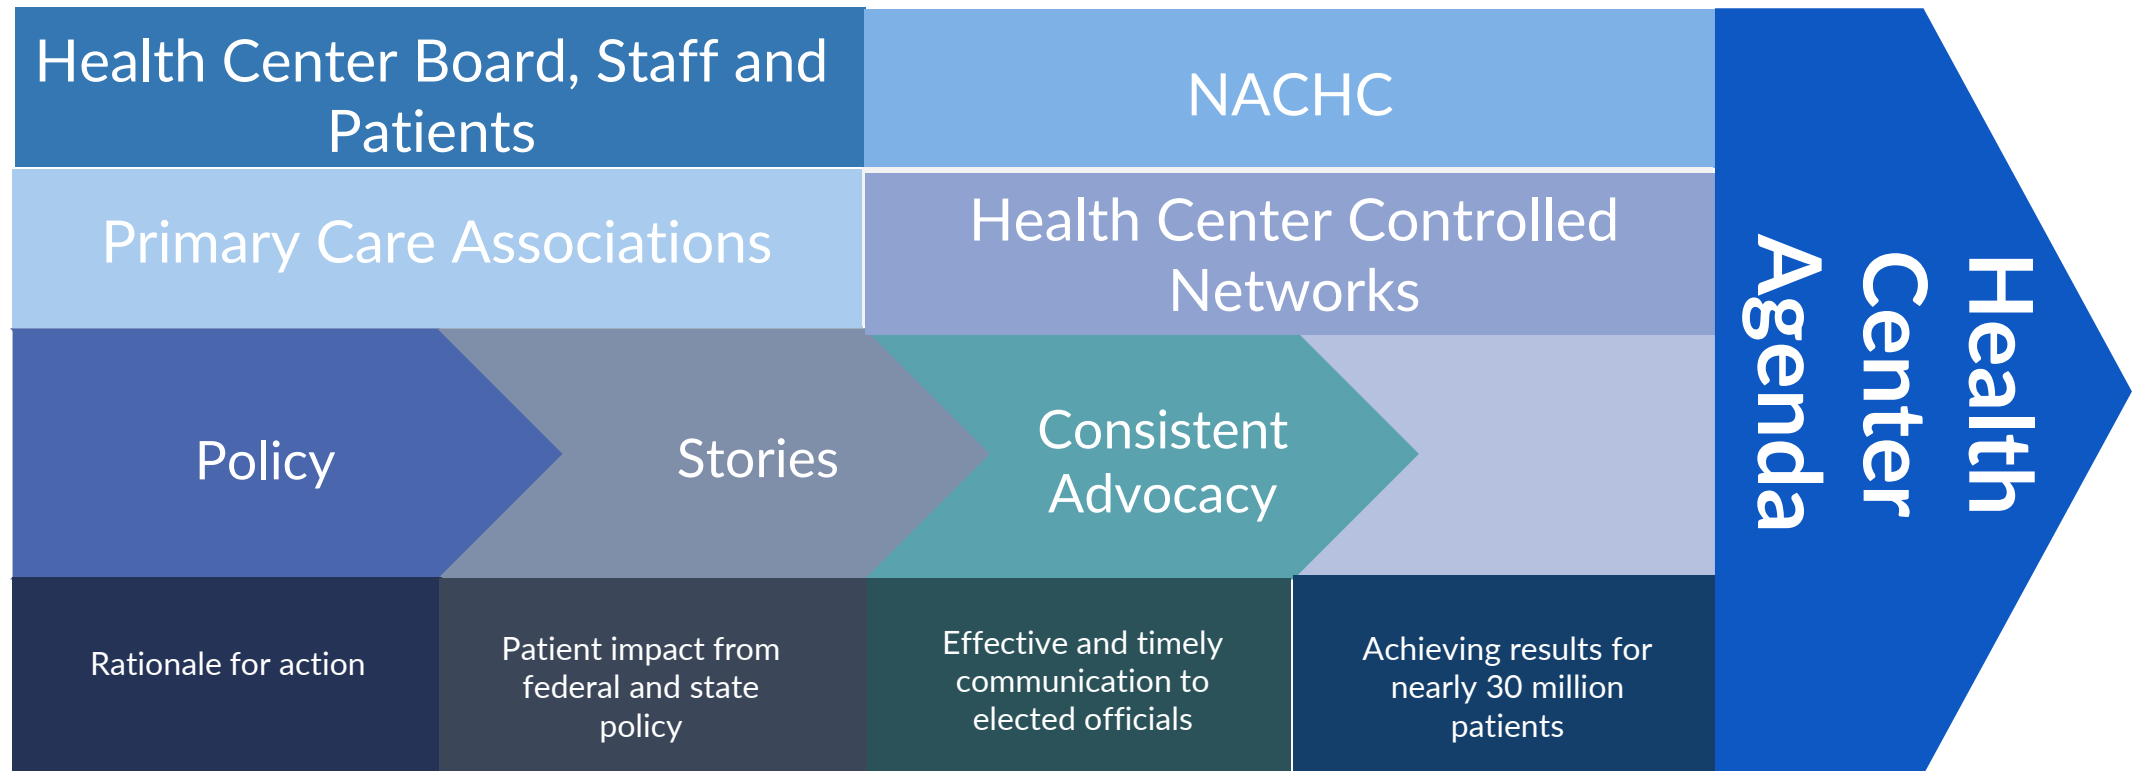 Health Center Board, Staff and
Patients
NACHC
Primary Care Associations
Health Center Controlled
Networks
Policy
Stories
Consistent
Advocacy
Rationale for action
Patient impact from
federal and state
policy
Effective and timely
communication to
elected officials
Achieving results for
nearly 30 million
patients
Health
Center
Agenda